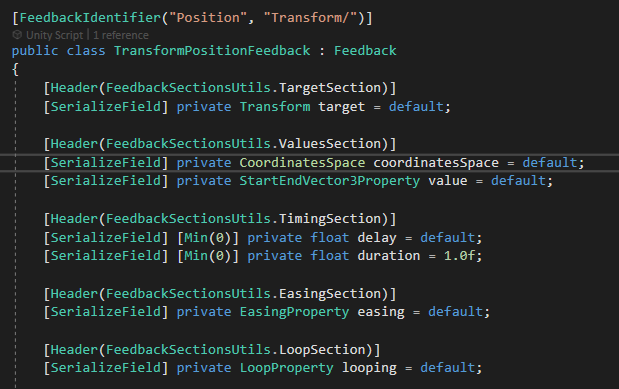 [FeedbackIdentifier("Position", "Transform/")]
Unity Script | 1 reference
public class TransformPositionFeedback : Feedback
{
[Header(FeedbackSectionsUtils.TargetSection)]
[SerializeField] private Transform target = default;
[Header(FeedbackSectionsUtils.ValuesSection)]
[SerializeField] private CoordinatesSpace coordinatesSpace = default;
[SerializeField] private StartEndVector3Property value = default;
[Header(FeedbackSectionsUtils.TimingSection)]
[SerializeField] [Min(0)] private float delay = default;
[SerializeField] [Min(0)] private float duration = 1.0f;
[Header(FeedbackSectionsUtils.EasingSection)]
[SerializeField] private EasingProperty easing = default;
[Header(FeedbackSectionsUtils.LoopSection)]
[SerializeField] private LoopProperty looping = default;